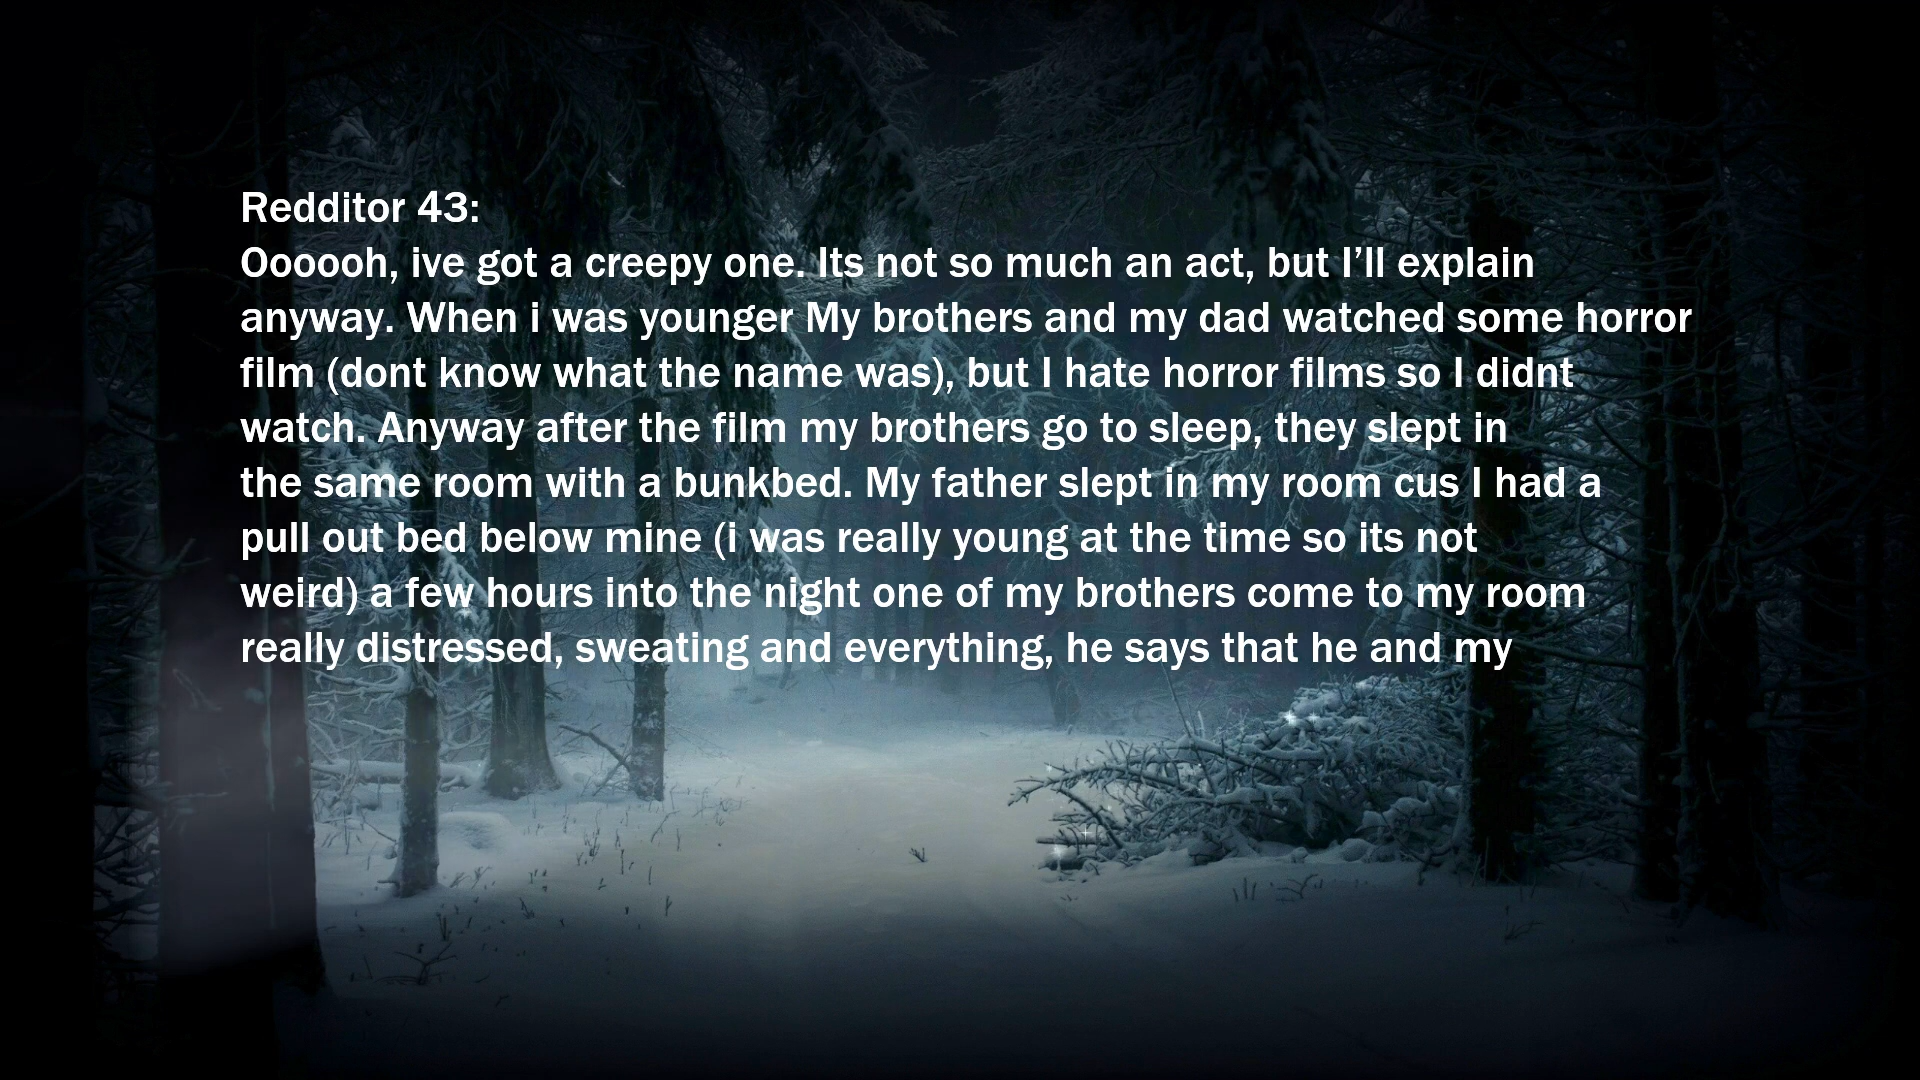 Redditor 43:
Oooooh, ive got a creepy one. Its not so much an act, but I’ll explain
anyway. When i was younger My brothers and my dad watched some horror
film (dont know what the name was), but I hate horror films so I didnt
watch. Anyway after the film my brothers go to sleep, they slept in
the same room with a bunkbed. My father slept in my room cus I had a
pull out bed below mine (i was really young at the time so its not
weird) a few hours into the night one of my brothers come to my room
really distressed, sweating and everything, he says that he and my